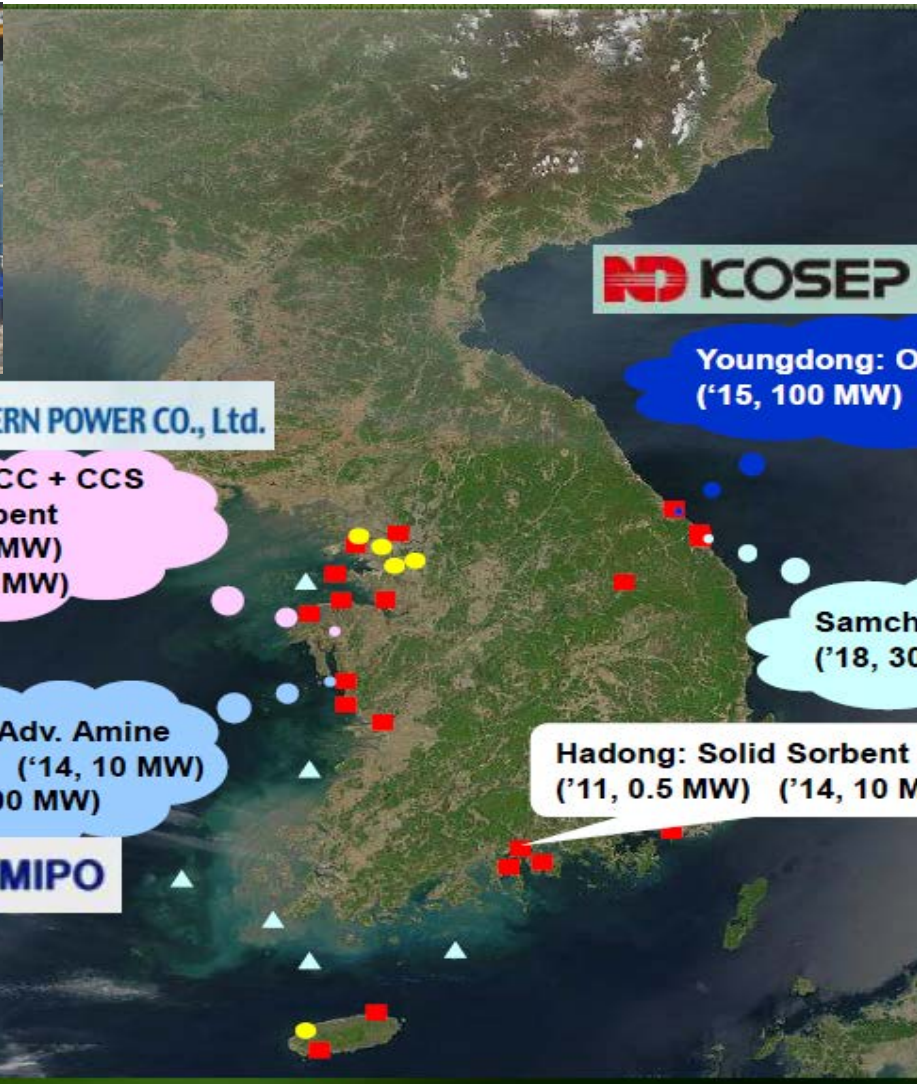 KOSEP
Youngdong: O
(‘15, 100 MW)
ERN POWER CO., Ltd.
CC + CCS
bent
MW)
MW)
Samch
(’18, 30
Adv. Amine
(‘14, 10 MW)
00 MW)
Hadong: Solid Sorbent
(’11, 0.5 MW) (’14, 10 M
MIPO